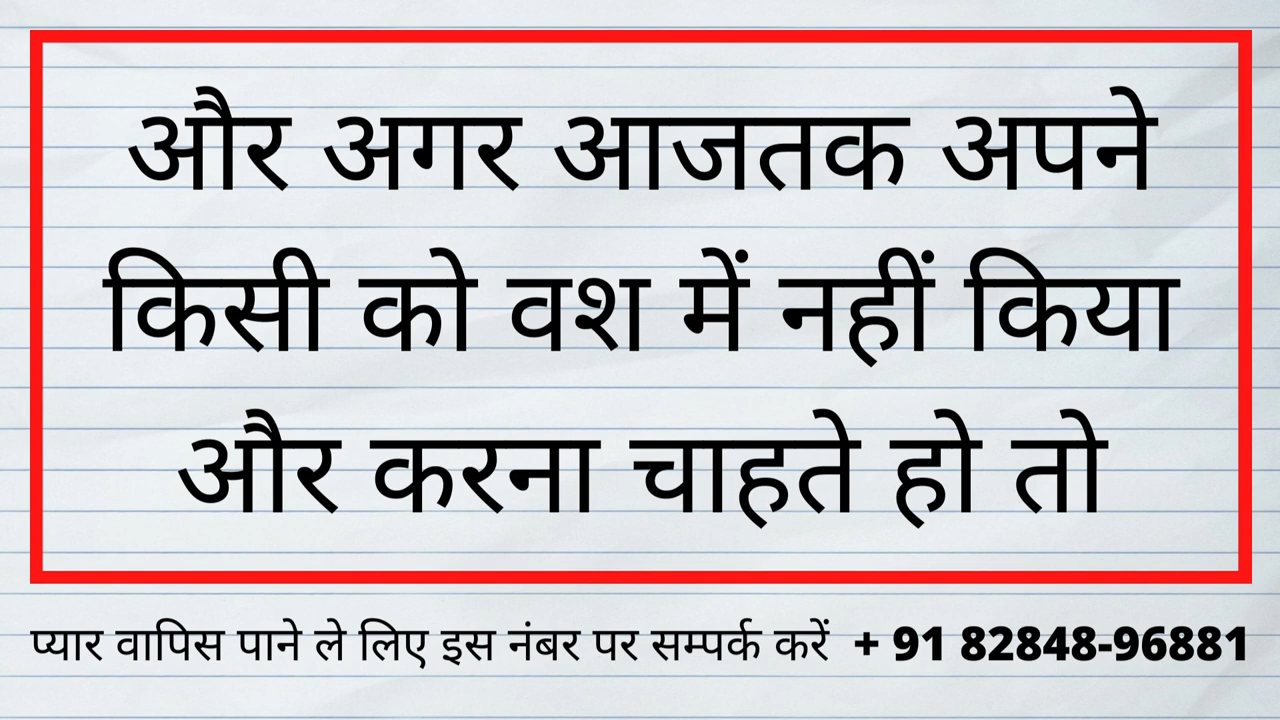 और अगर आजतक अपने
किसी को वश में नहीं किया
और करना चाहते हो तो
प्यार वापिस पाने ले लिए इस नंबर पर सम्पर्क करें + 91 82848-96881